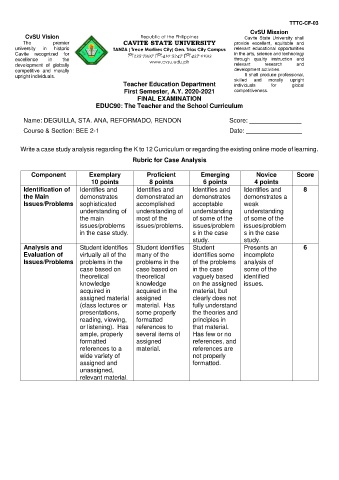 TTTC-CF-03
CvSU Vision
The premier
university in historic
Cavite recognized for
excellence in the
development of globally
competitive and morally
upright individuals.
Republic of the Philippines
CAVITE STATE UNIVERSITY
TANZA (Trece Martires City) Gen. Trias City Campus
www.cvsu.edu.ph
CvSU Mission
Cavite State University shall
provide excellent, equitable and
relevant educational opportunities
in the arts, science and technology
through quality instruction and
relevant research and
development activities.
It shall produce professional,
skilled and morally upright
individuals for global
competitiveness.
Teacher Education Department
First Semester, A.Y. 2020-2021
FINAL EXAMINATION
EDUC90: The Teacher and the School Curriculum
Name: DEGUILLA, STO. ANA, REFORMADO, RENDON Score: _______________
Course & Section: BEE 2-1 Date: _______________
Write a case study analysis regarding the K to 12 Curriculum or regarding the existing online mode of learning.
Rubric for Case Analysis
Component Exemplary Proficient Emerging Novice Score
10 points 8 points 6 points 4 points
Identification of Identifies and Identifies and Identifies and Identifies and 8
the Main demonstrates demonstrated an demonstrates demonstrates a
Issues/Problems sophisticated accomplished acceptable weak
understanding of understanding of understanding understanding
the main most of the of some of the of some of the
issues/problems issues/problems. issues/problem issues/problem
in the case study. s in the case s in the case
study. study.
Analysis and Student identifies Student identifies Student Presents an 6
Evaluation of virtually all of the many of the identifies some incomplete
Issues/Problems problems in the problems in the of the problems analysis of
case based on case based on in the case some of the
theoretical theoretical vaguely based identified
knowledge knowledge on the assigned issues.
acquired in acquired in the material, but
assigned material assigned clearly does not
(class lectures or material. Has fully understand
presentations, some properly the theories and
reading, viewing, formatted principles in
or listening). Has references to that material.
ample, properly several items of Has few or no
formatted assigned references, and
references to a material. references are
wide variety of not properly
assigned and formatted.
unassigned,
relevant material.